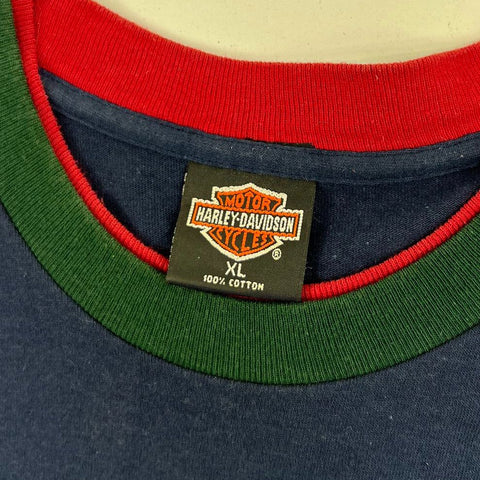 MOTOR
HARLEY-DAVIDSON
CYCLES
®
XL
100% COTTON